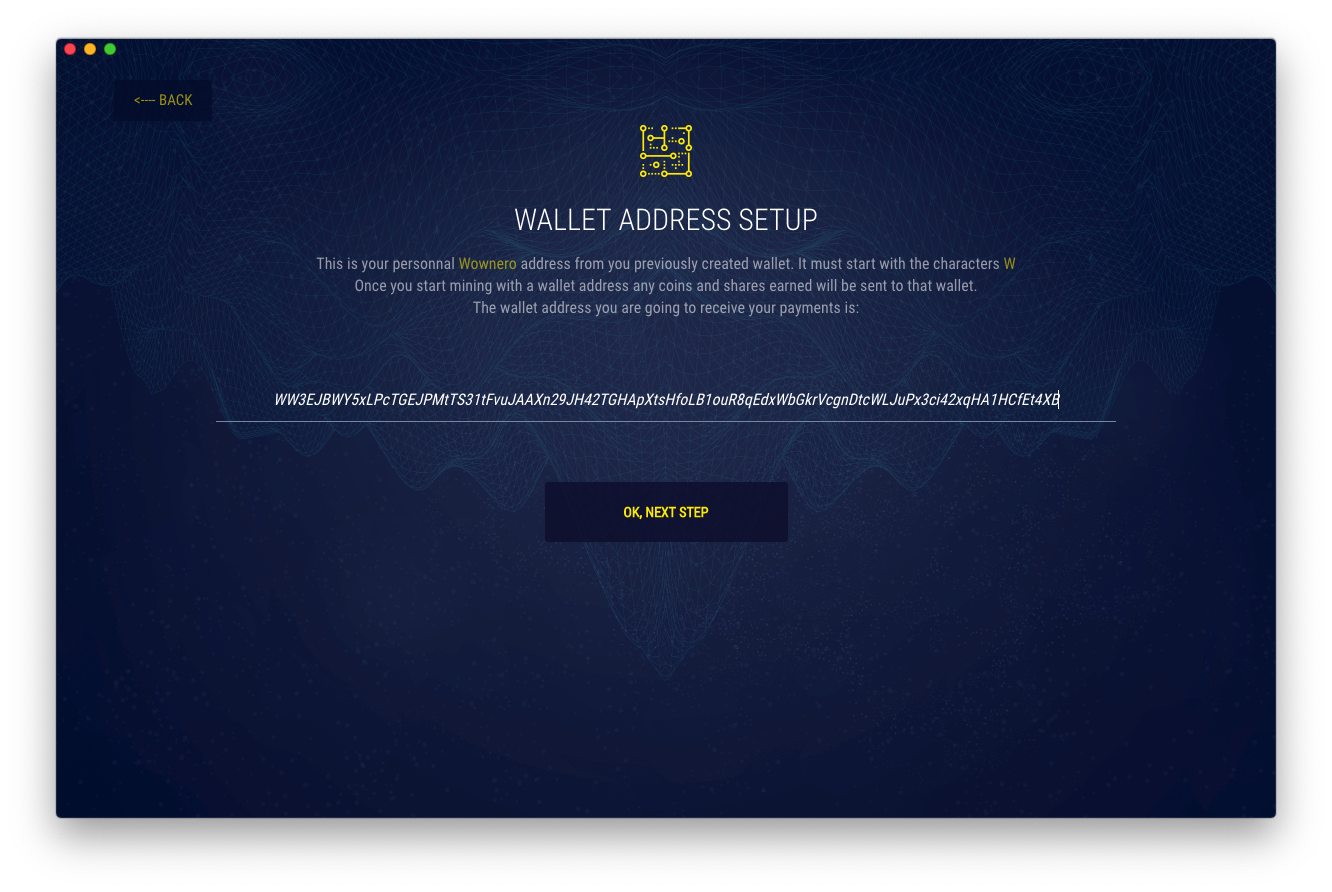 <---- BACK
WALLET ADDRESS SETUP
This is your personnal Wownero address from you previously created wallet. It must start with the characters W
Once you start mining with a wallet address any coins and shares earned will be sent to that wallet.
The wallet address you are going to receive your payments is:
WW3EJBWY5xLPcTGEJPMtTS31tFvuJAAXn29JH42TGHApXtsHfoLB1ouR8qEdxWbGkrVcgnDtcWLJuPx3ci42xqHA1HCfEt4XB
OK, NEXT STEP